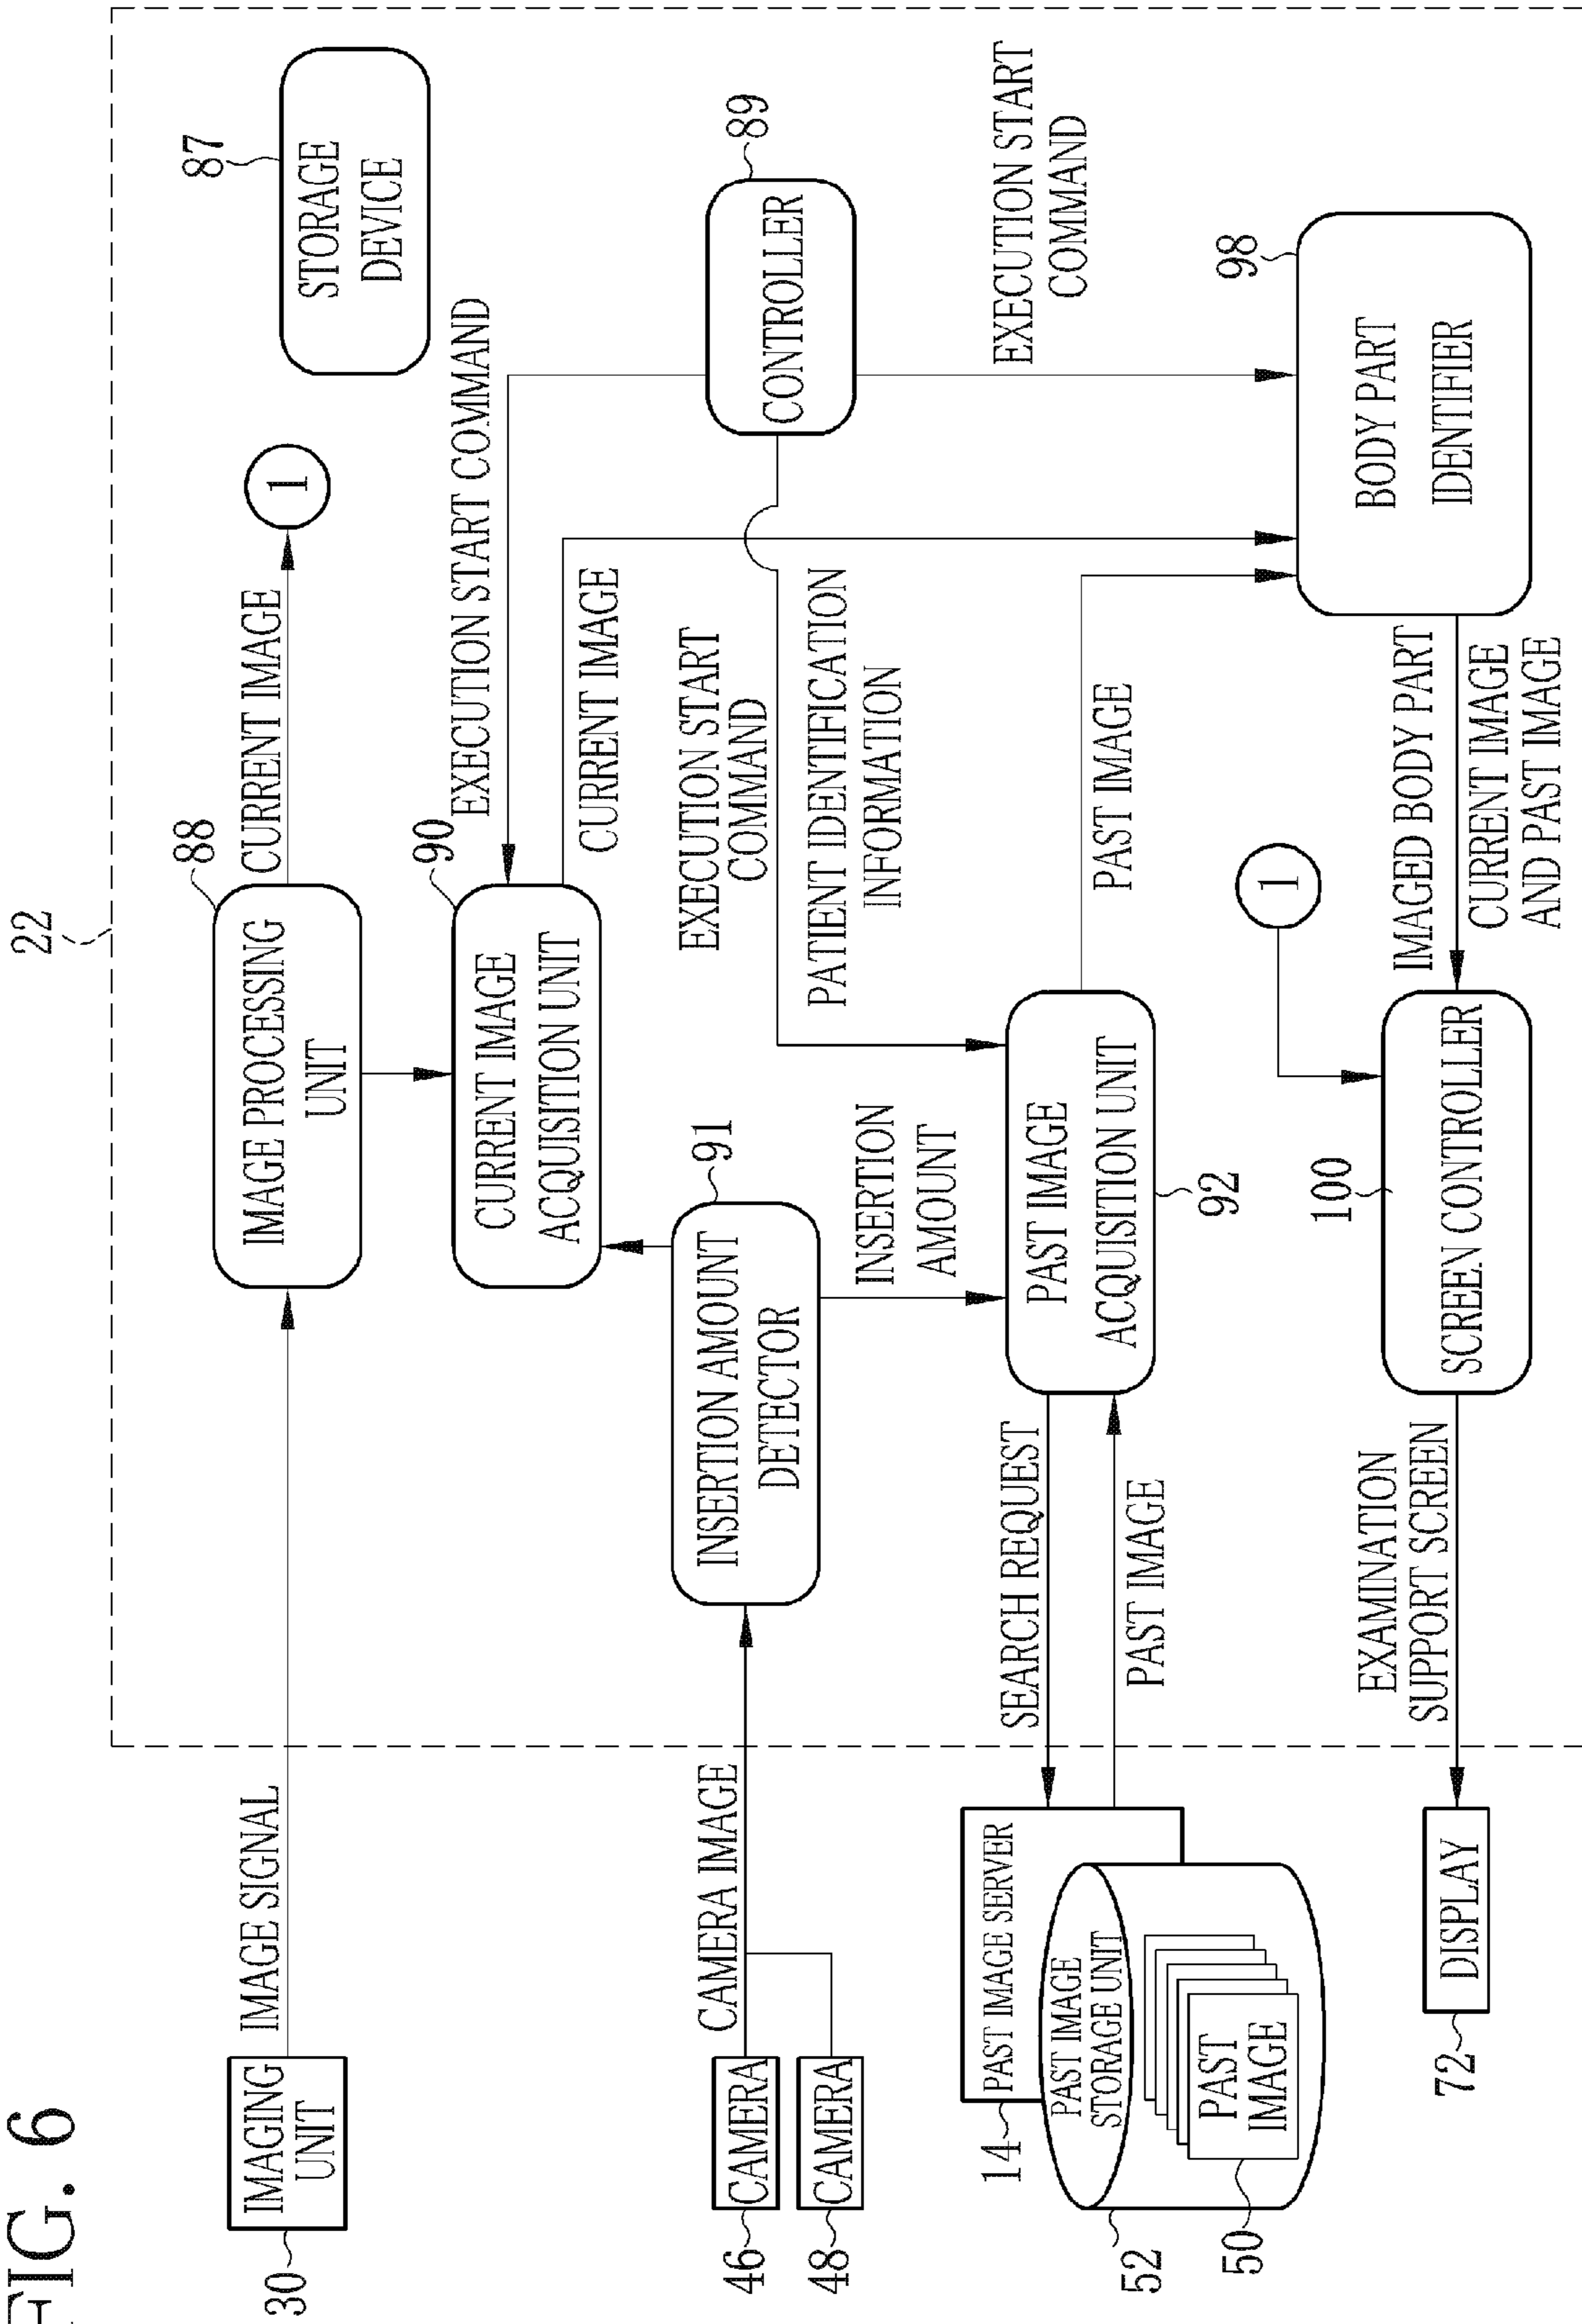 FIG. 6
22
IMAGING
UNIT
30
IMAGE SIGNAL
IMAGE PROCESSING
UNIT
88
CURRENT IMAGE
1
STORAGE
DEVICE
87
CURRENT IMAGE
ACQUISITION UNIT
90
EXECUTION START COMMAND
CURRENT IMAGE
CAMERA
46
CAMERA
48
CAMERA IMAGE
INSERTION AMOUNT
DETECTOR
91
INSERTION
AMOUNT
EXECUTION START
COMMAND
PATIENT IDENTIFICATION
INFORMATION
CONTROLLER
89
EXECUTION START
COMMAND
PAST IMAGE SERVER
14
PAST IMAGE
STORAGE UNIT
52
PAST
IMAGE
50
SEARCH REQUEST
PAST IMAGE
PAST IMAGE
ACQUISITION UNIT
92
PAST IMAGE
BODY PART
IDENTIFIER
98
DISPLAY
72
EXAMINATION
SUPPORT SCREEN
SCREEN CONTROLLER
100
1
IMAGED BODY PART
CURRENT IMAGE
AND PAST IMAGE